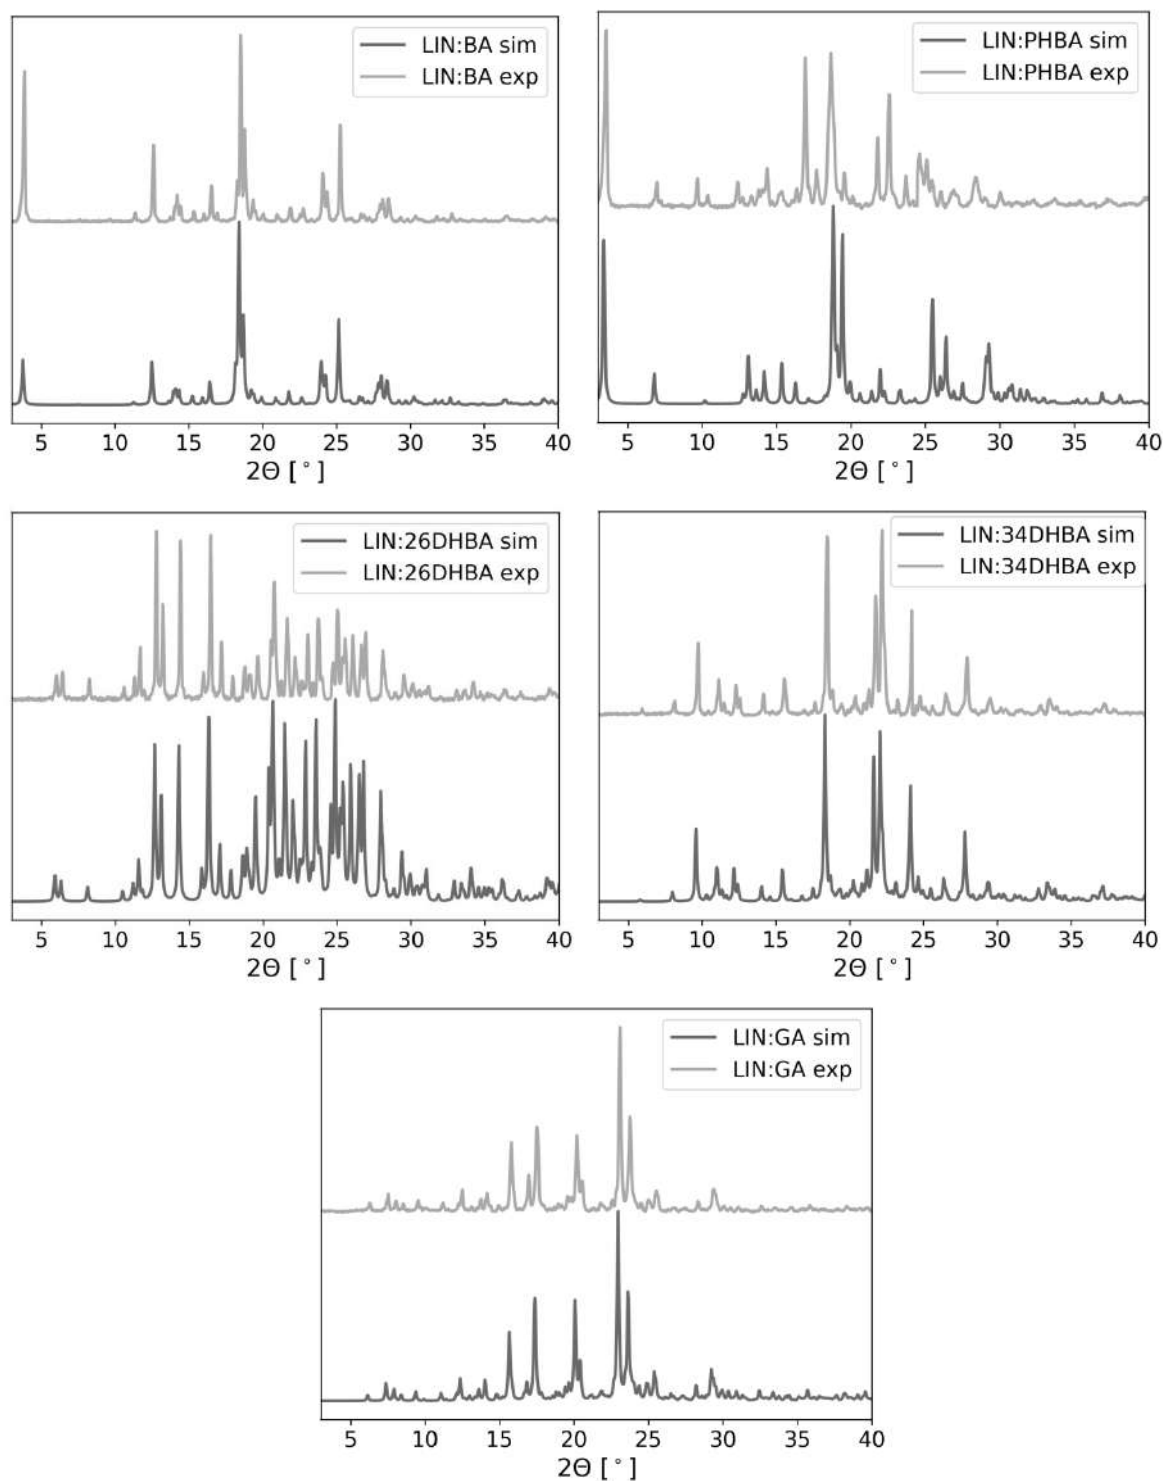 LIN:BA sim
LIN:BA exp
5 10 15 20 25 30 35 40
2Θ [°]
LIN:PHBA sim
LIN:PHBA exp
5 10 15 20 25 30 35 40
2Θ [°]
LIN:26DHBA sim
LIN:26DHBA exp
5 10 15 20 25 30 35 40
2Θ [°]
LIN:34DHBA sim
LIN:34DHBA exp
5 10 15 20 25 30 35 40
2Θ [°]
LIN:GA sim
LIN:GA exp
5 10 15 20 25 30 35 40
2Θ [°]